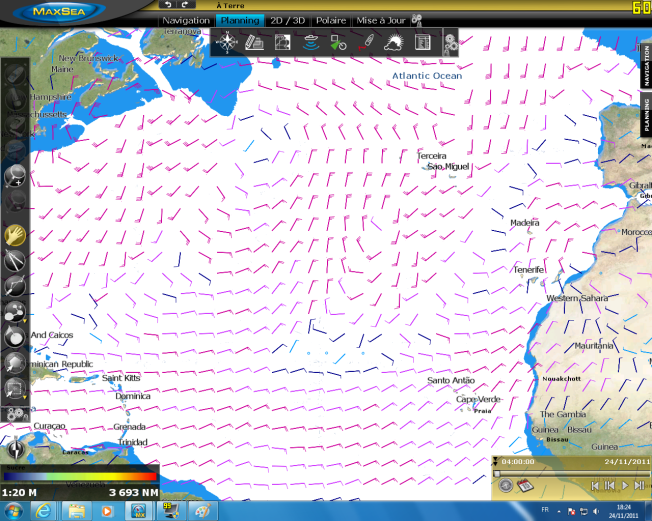 MAXSEA
À Terre
60
Navigation
Planning
2D / 3D
Polaire
Mise à Jour
Terranova
New Brunswick
Maine
Hampshire
chussetts
Atlantic Ocean
NAVIGATION
PLANNING
Terceira
São Miguel
Gibral
Gibr
Madeira
Morocco
Tenerife
Western Sahara
And Caicos
Mauritania
minican Republic
Saint Kitts
Santo Antão
Nouakchott
Dominica
Cape Verde
Praia
The Gambia
Curaçao
Grenada
Guinea Bissau
Bissau
Trinidad
Guinea
Caracas
04:00:00
24/11/2011
1:20 M
3 693 NM
FR
18:24
24/11/2011